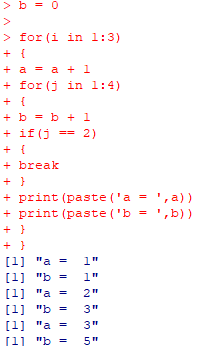 > b = 0
>
> for(i in 1:3)
+ {
+ a = a + 1
+ for(j in 1:4)
+ {
+ b = b + 1
+ if(j == 2)
+ {
+ break
+ }
+ print(paste('a = ',a))
+ print(paste('b = ',b))
+ }
+ }
[1] "a =  1"
[1] "b =  1"
[1] "a =  2"
[1] "b =  3"
[1] "a =  3"
[1] "b =  5"